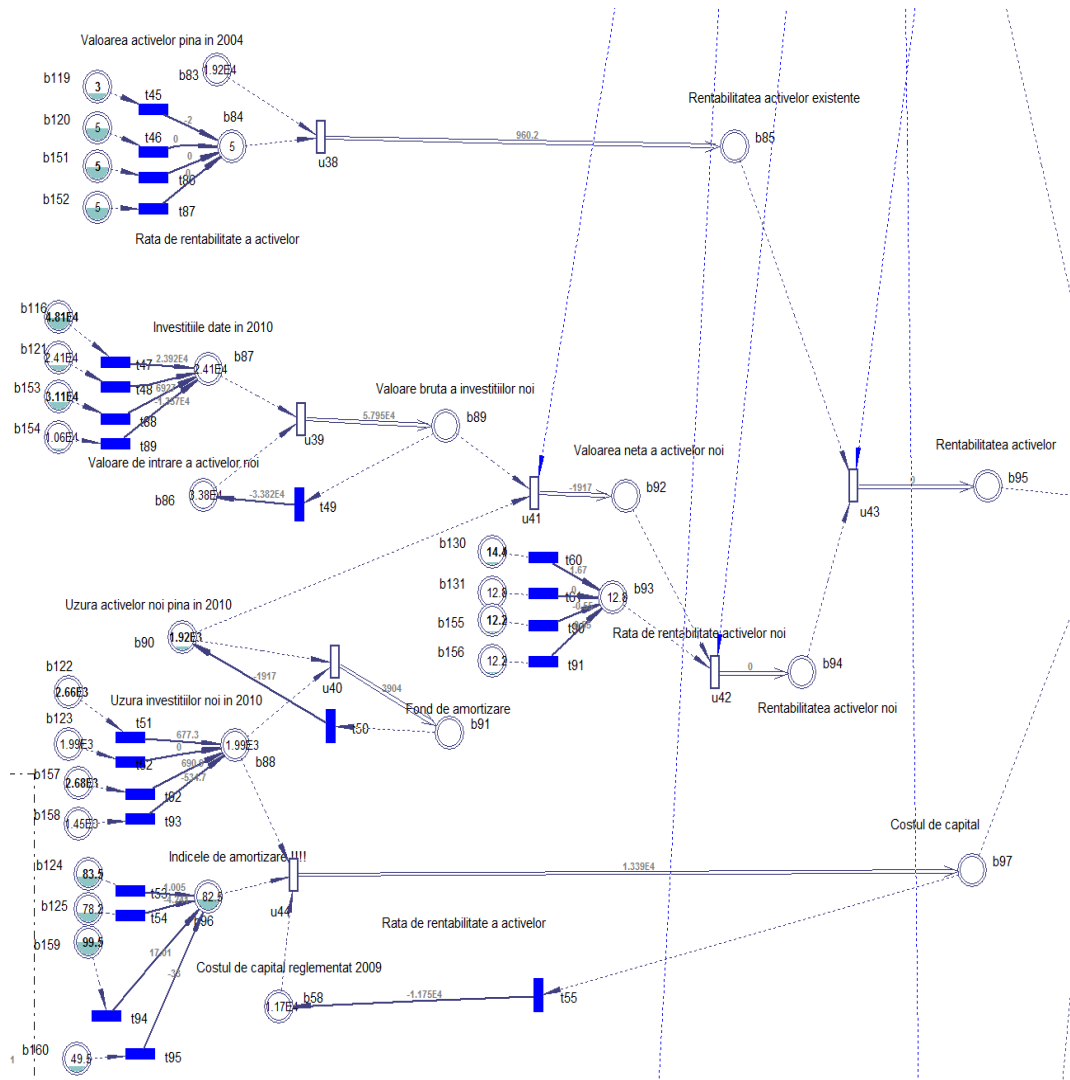 Valoarea activelor pina in 2004
b83
1.92E4
b119
3
t45
-2
b84
b120
5
t46
0
5
u38
960.2
Rentabilitatea activelor existente
b85
b151
5
0
t86
0
b152
5
t87
Rata de rentabilitate a activelor
b116
4.81E4
Investitiile date in 2010
b121
2.41E4
t47
2.392E4
b87
2.41E4
b153
3.11E4
t48
t88
-1.357E4
b154
1.06E4
t89
u39
5.795E4
Valoare bruta a investitiilor noi
b89
Valoare de intrare a activelor noi
b86
3.38E4
-3.382E4
t49
Valoarea neta a activelor noi
u41
-1917
b92
u43
Rentabilitatea activelor
b95
b130
14.4
t60
1.67
b131
12.8
t61
0
b93
12.8
b155
12.2
t90
b156
12.2
t91
Rata de rentabilitate activelor noi
u42
0
b94
Rentabilitatea activelor noi
Uzura activelor noi pina in 2010
b90
1.92E3
-1917
u40
3904
Fond de amortizare
b91
t50
b122
2.66E3
Uzura investitiilor noi in 2010
b123
1.99E3
t51
677.3
0
t52
1.99E3
b88
b157
2.68E3
t92
-534.7
b158
1.45E3
t93
Indicele de amortizare !!!!
b124
83.5
t53
1.005
82.5
b96
b125
78.2
t54
b159
99.5
u44
1.339E4
Costul de capital
b97
Rata de rentabilitate a activelor
17.01
-33
Costul de capital reglementat 2009
b58
1.17E4
-1.175E4
t55
t94
b160
49.5
t95
1